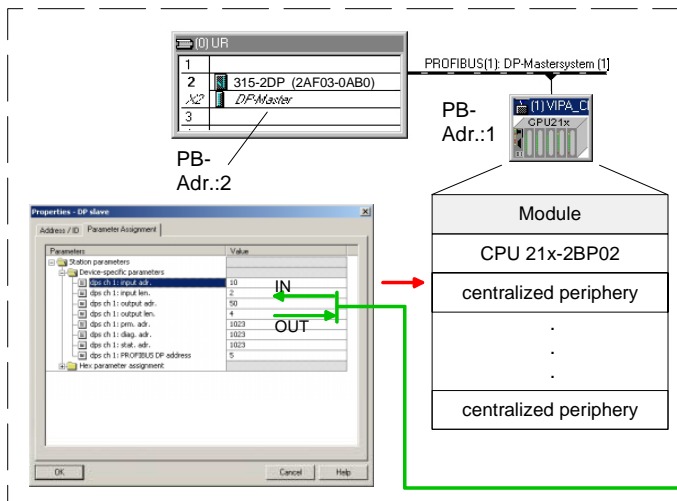 (0) UR
1
2 315-2DP (2AF03-0AB0)
X2 DP-Master
3
PROFIBUS(1): DP-Mastersystem (1)
PB-
Adr.:2
PB-
Adr.:1
(1) VIPA_C
CPU21x
Module
CPU 21x-2BP02
centralized periphery
.
.
.
centralized periphery
Properties - DP slave
Address / ID Parameter Assignment
Parameters Value
Station parameters
Device-specific parameters
dps ch 1: input adr. 10
dps ch 1: input len. 2
dps ch 1: output adr. 50
dps ch 1: output len. 4
dps ch 1: prm. adr. 1023
dps ch 1: diag. adr. 1023
dps ch 1: stat. adr. 1023
dps ch 1: PROFIBUS DP address 5
Hex parameter assignment
IN
OUT
OK Cancel Help